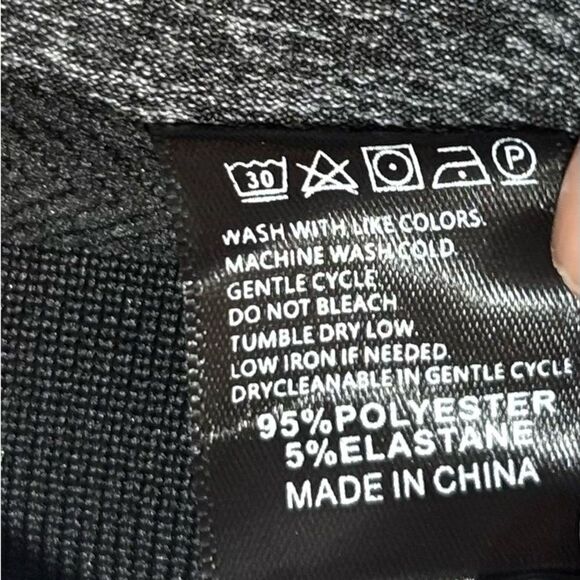 30 P
WASH WITH LIKE COLORS.
MACHINE WASH COLD.
GENTLE CYCLE
DO NOT BLEACH
TUMBLE DRY LOW.
LOW IRON IF NEEDED.
DRYCLEANABLE IN GENTLE CYCLE
95%POLYESTER
5%ELASTANE
MADE IN CHINA